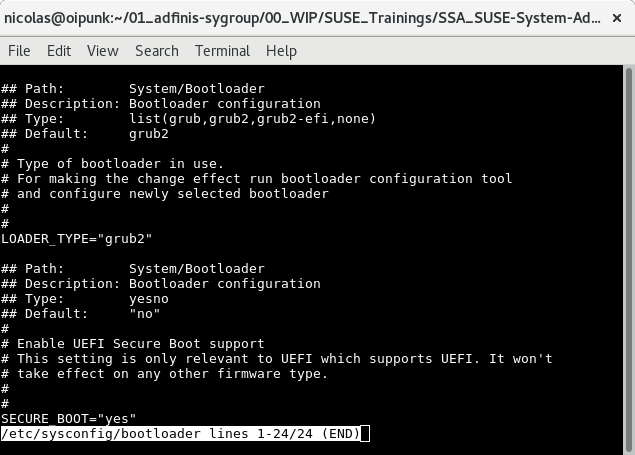 nicolas@oipunk:~/01_adfinis-sygroup/00_WIP/SUSE_Trainings/SSA_SUSE-System-Ad... ×
File Edit View Search Terminal Help
## Path:        System/Bootloader
## Description: Bootloader configuration
## Type:        list(grub,grub2,grub2-efi,none)
## Default:     grub2
#
# Type of bootloader in use.
# For making the change effect run bootloader configuration tool
# and configure newly selected bootloader
#
#
LOADER_TYPE="grub2"
## Path:        System/Bootloader
## Description: Bootloader configuration
## Type:        yesno
## Default:     "no"
#
# Enable UEFI Secure Boot support
# This setting is only relevant to UEFI which supports UEFI. It won't
# take effect on any other firmware type.
#
#
SECURE_BOOT="yes"
/etc/sysconfig/bootloader lines 1-24/24 (END)